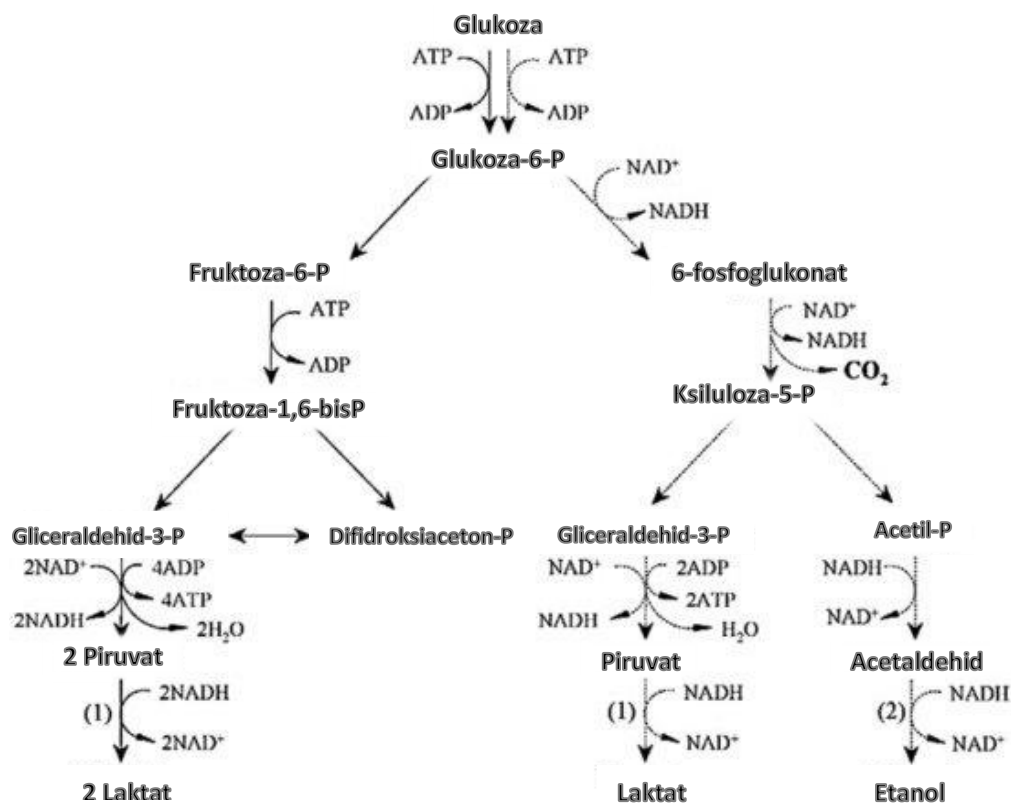 Glukoza
ATP ATP
ADP ADP
Glukoza-6-P
NAD⁺
NADH
Fruktoza-6-P 6-fosfoglukonat
ATP NAD⁺
ADP NADH
CO₂
Fruktoza-1,6-bisP Ksiluloza-5-P
Gliceraldehid-3-P Difidroksiaceton-P Gliceraldehid-3-P Acetil-P
2NAD⁺ 4ADP NAD⁺ 2ADP NADH
4ATP 2ATP
2NADH 2H₂O NADH H₂O NAD⁺
2 Piruvat Piruvat Acetaldehid
2NADH NADH NADH
(1) (1) (2)
2NAD⁺ NAD⁺ NAD⁺
2 Laktat Laktat Etanol